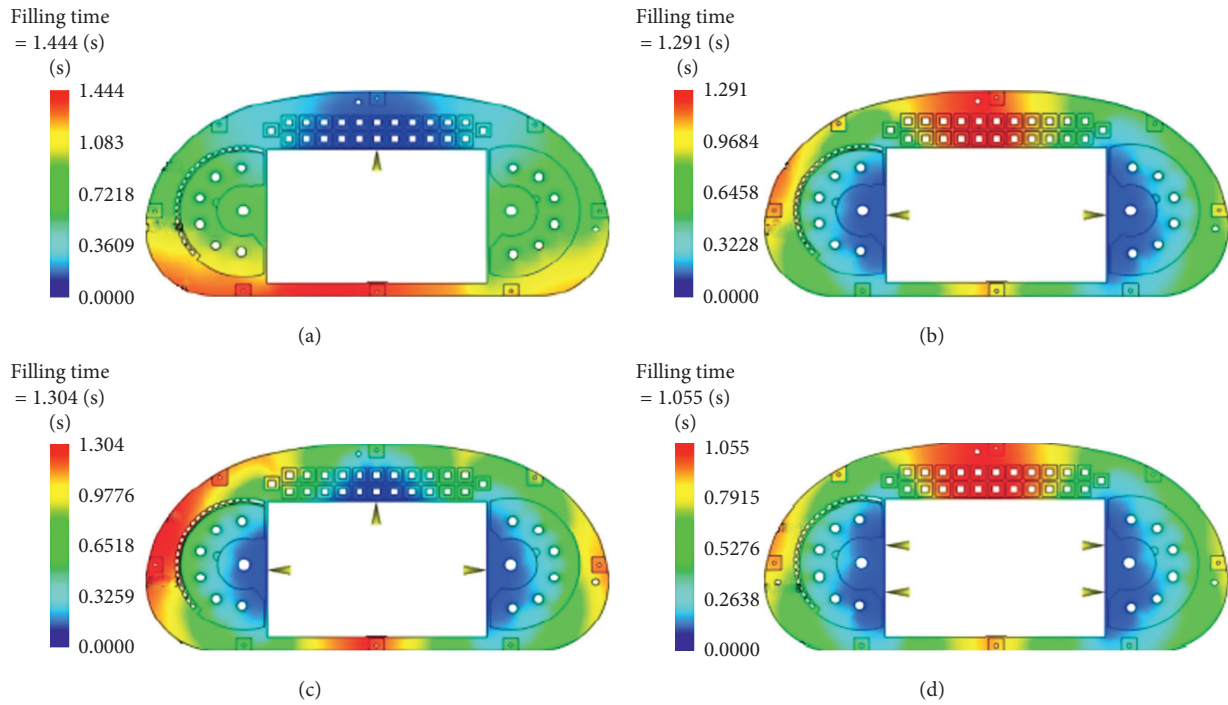 Filling time
= 1.444 (s)
(s)
1.444
1.083
0.7218
0.3609
0.0000
(a)
Filling time
= 1.291 (s)
(s)
1.291
0.9684
0.6458
0.3228
0.0000
(b)
Filling time
= 1.304 (s)
(s)
1.304
0.9776
0.6518
0.3259
0.0000
(c)
Filling time
= 1.055 (s)
(s)
1.055
0.7915
0.5276
0.2638
0.0000
(d)